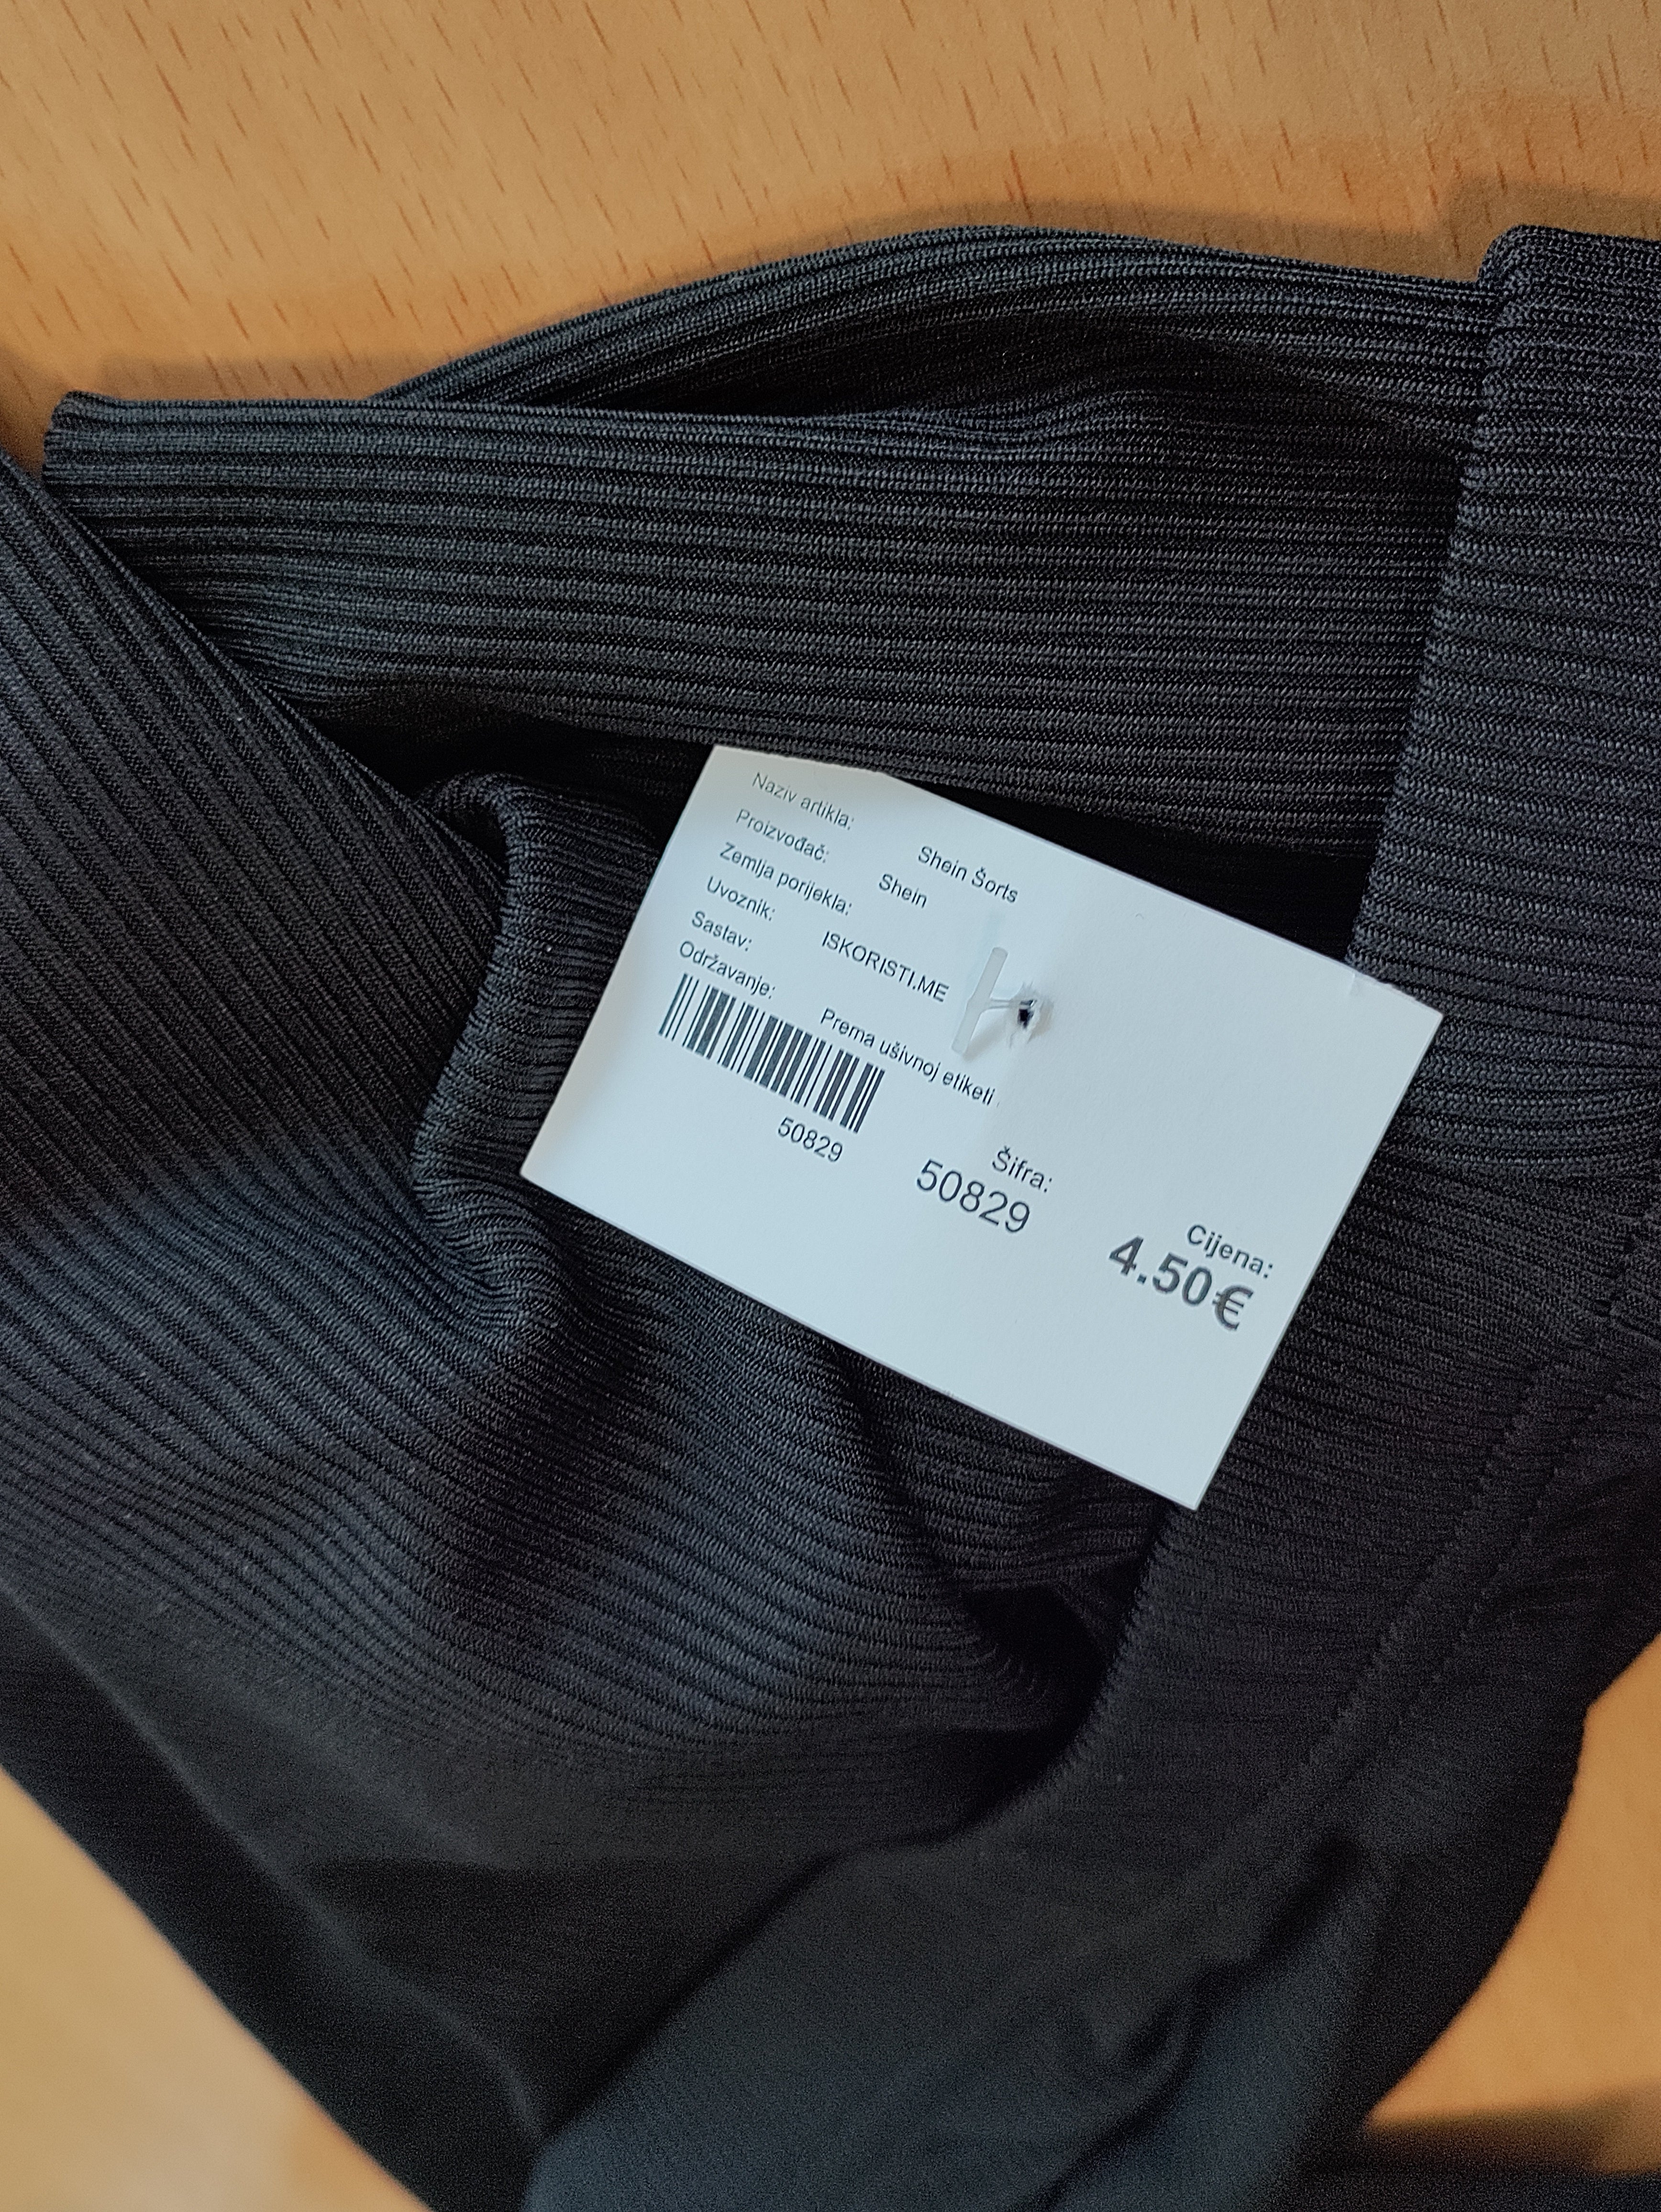 Naziv artikla: Shein Šorts
Proizvođač: Shein
Zemlja porijekla:
Uvoznik: ISKORISTI.ME
Sastav:
Održavanje: Prema ušivnoj etiketi
50829
Šifra:
50829
Cijena:
4.50€